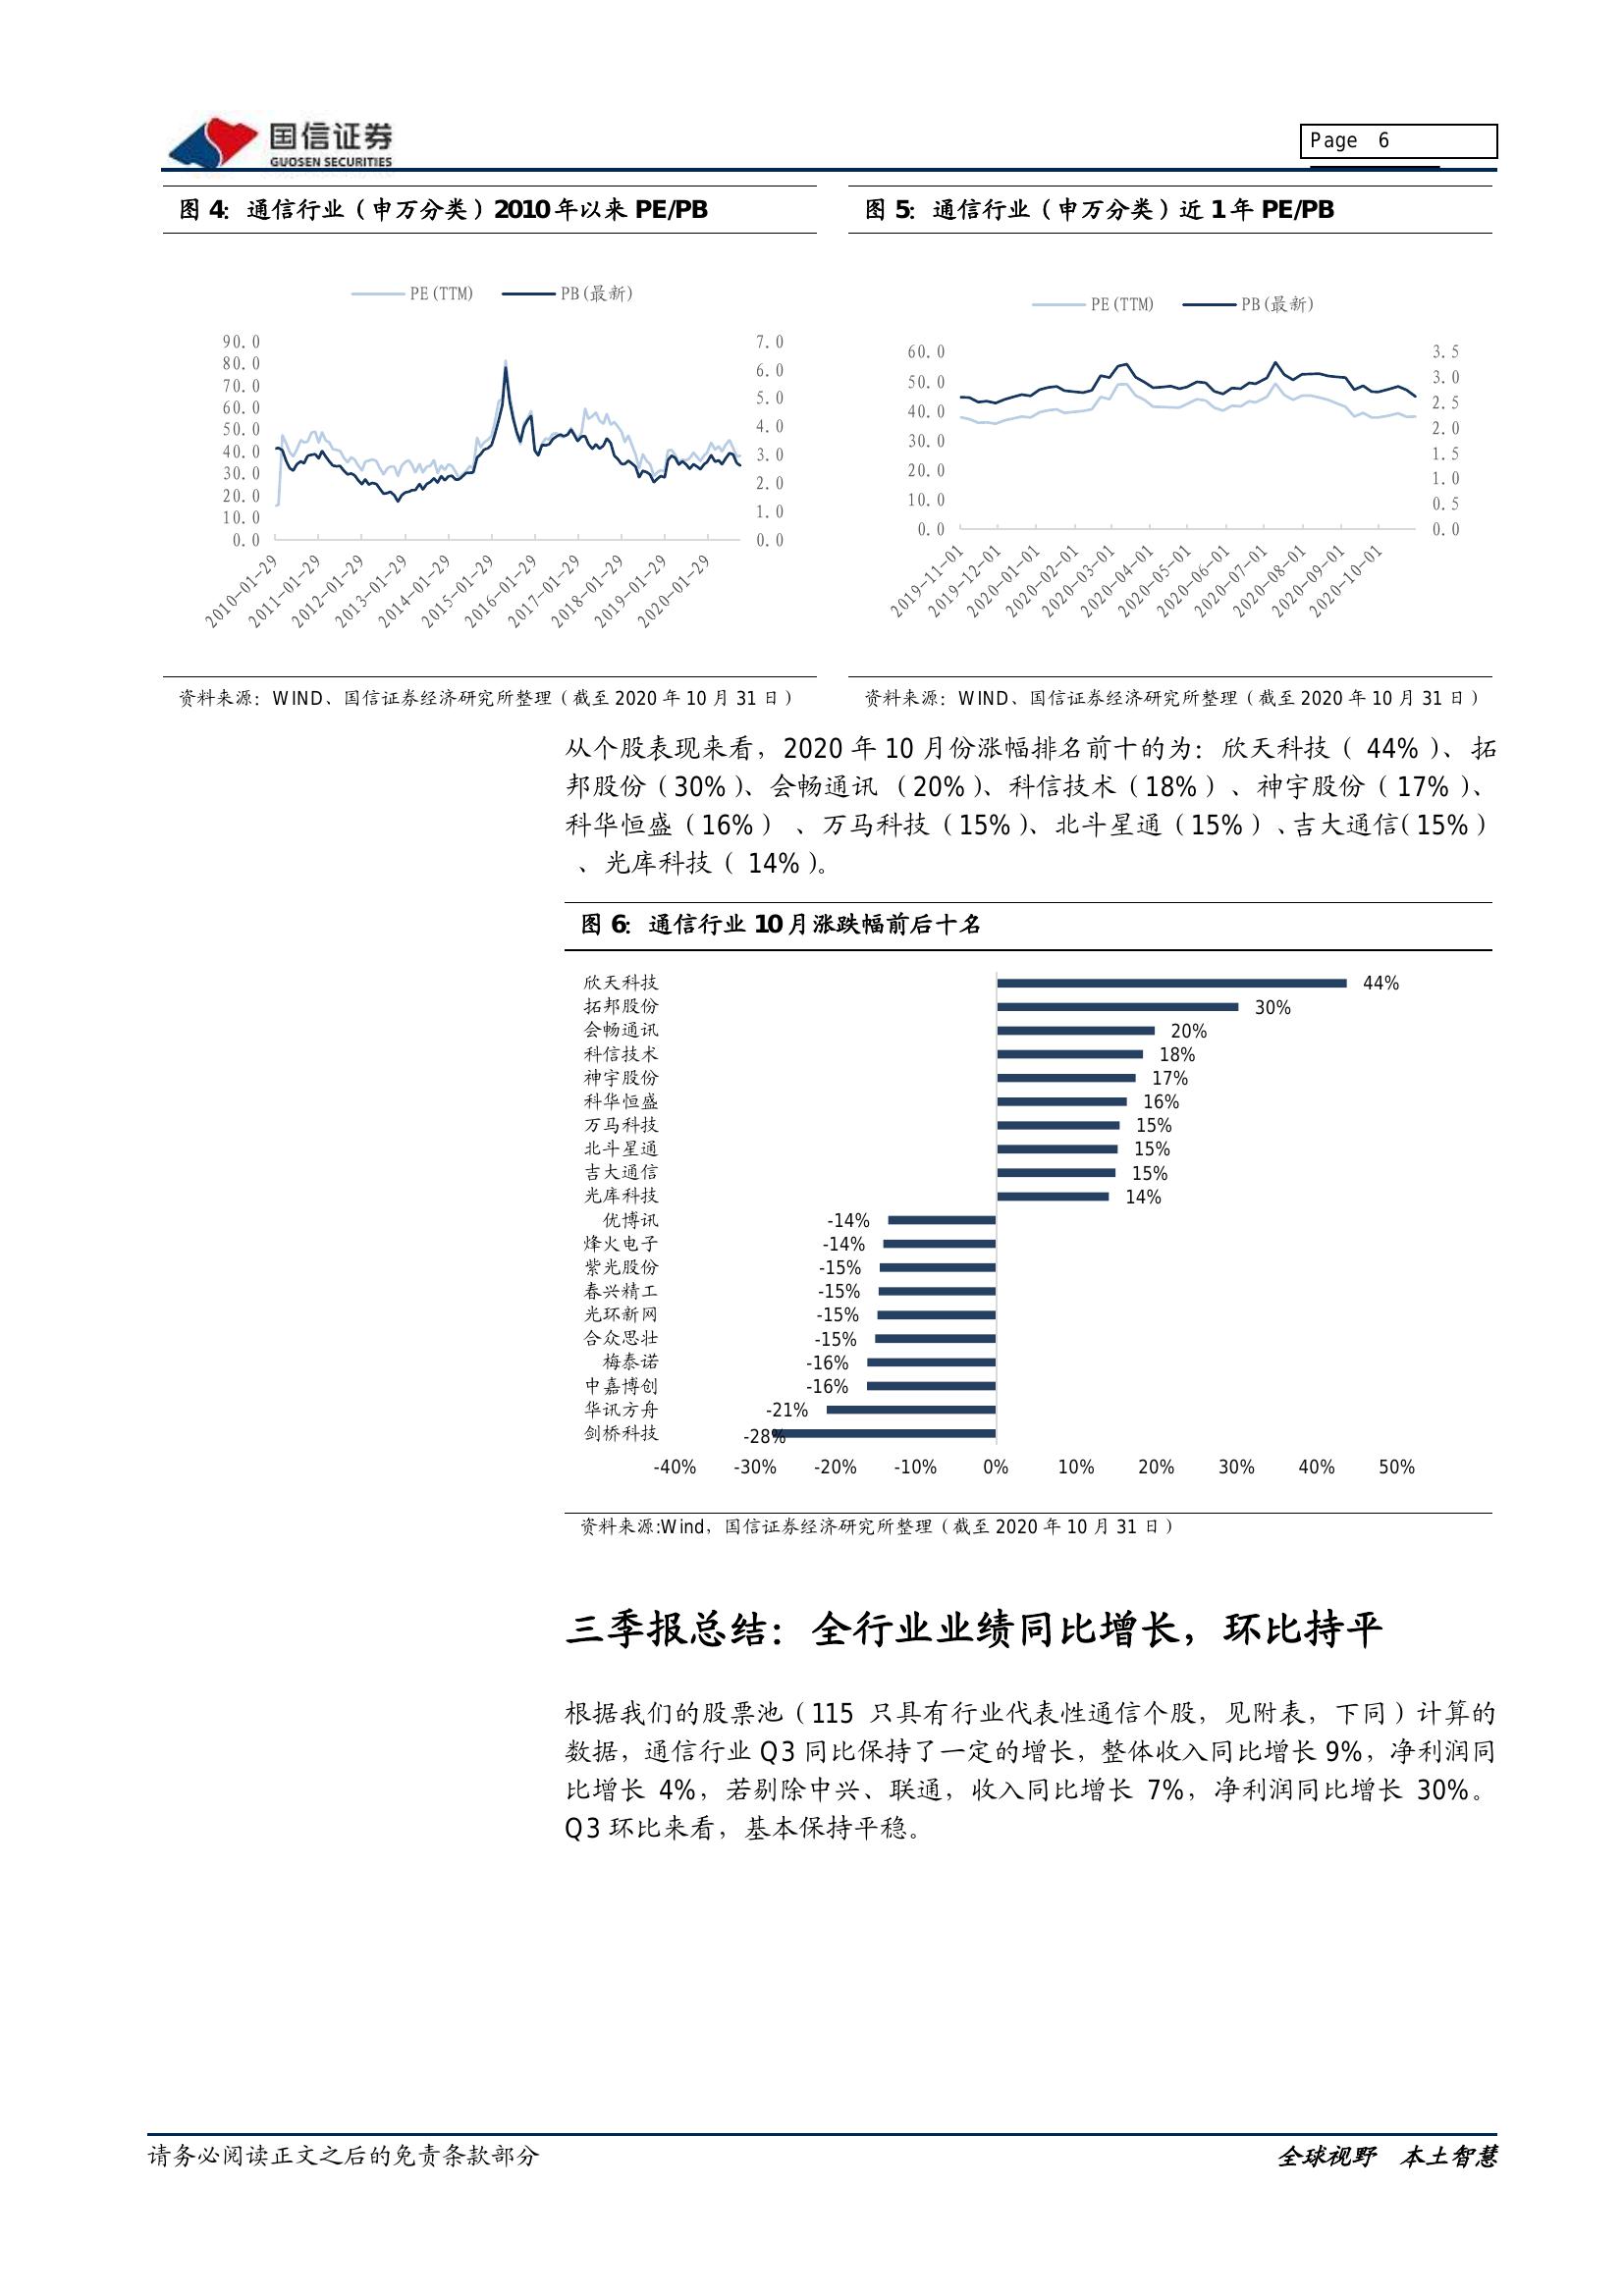 国信证券
GUOSEN SECURITIES
Page 6
图 4：通信行业（申万分类）2010 年以来 PE/PB
PE(TTM) PB(最新)
90.0
80.0
70.0
60.0
50.0
40.0
30.0
20.0
10.0
0.0
7.0
6.0
5.0
4.0
3.0
2.0
1.0
0.0
2010-01-29
2011-01-29
2012-01-29
2013-01-29
2014-01-29
2015-01-29
2016-01-29
2017-01-29
2018-01-29
2019-01-29
2020-01-29
资料来源：WIND、国信证券经济研究所整理（截至 2020 年 10 月 31 日）
图 5：通信行业（申万分类）近 1 年 PE/PB
PE(TTM) PB(最新)
60.0
50.0
40.0
30.0
20.0
10.0
0.0
3.5
3.0
2.5
2.0
1.5
1.0
0.5
0.0
2019-11-01
2019-12-01
2020-01-01
2020-02-01
2020-03-01
2020-04-01
2020-05-01
2020-06-01
2020-07-01
2020-08-01
2020-09-01
2020-10-01
资料来源：WIND、国信证券经济研究所整理（截至 2020 年 10 月 31 日）
从个股表现来看，2020 年 10 月份涨幅排名前十的为：欣天科技（ 44% ）、拓
邦股份（30% ）、会畅通讯 （20% ）、科信技术（18%）、神宇股份（ 17% ）、
科华恒盛（16%） 、万马科技（15% ）、北斗星通（15%）、吉大通信（15%）
、光库科技（ 14% ）。
图 6：通信行业 10 月涨跌幅前后十名
欣天科技 44%
拓邦股份 30%
会畅通讯 20%
科信技术 18%
神宇股份 17%
科华恒盛 16%
万马科技 15%
北斗星通 15%
吉大通信 15%
光库科技 14%
优博讯 -14%
烽火电子 -14%
紫光股份 -15%
春兴精工 -15%
光环新网 -15%
合众思壮 -15%
梅泰诺 -16%
中嘉博创 -16%
华讯方舟 -21%
剑桥科技 -28%
-40% -30% -20% -10% 0% 10% 20% 30% 40% 50%
资料来源:Wind，国信证券经济研究所整理（截至 2020 年 10 月 31 日）
三季报总结：全行业业绩同比增长，环比持平
根据我们的股票池（115 只具有行业代表性通信个股，见附表，下同）计算的
数据，通信行业 Q3 同比保持了一定的增长，整体收入同比增长 9%，净利润同
比增长 4%，若剔除中兴、联通，收入同比增长 7%，净利润同比增长 30%。
Q3 环比来看，基本保持平稳。
请务必阅读正文之后的免责条款部分
全球视野 本土智慧